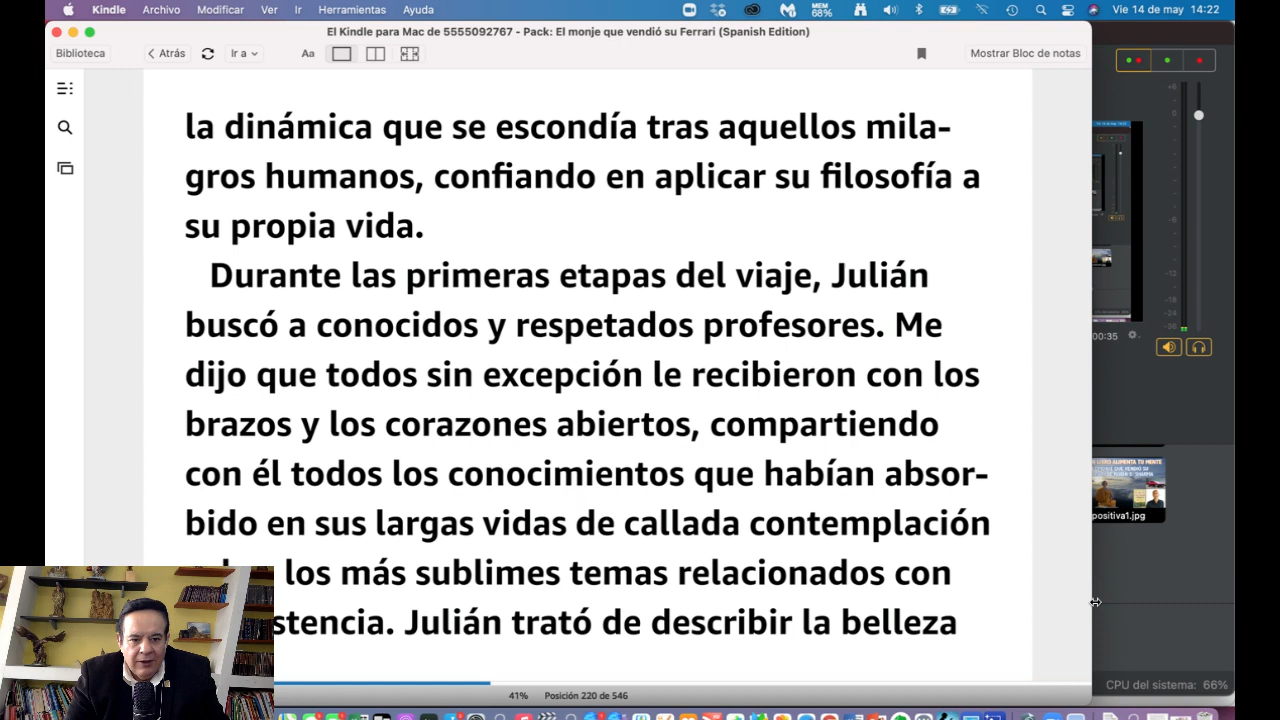 Kindle Archivo Modificar Ver Ir Herramientas Ayuda MEM 68% Vie 14 de may 14:22
El Kindle para Mac de 5555092767 - Pack: El monje que vendió su Ferrari (Spanish Edition)
Biblioteca Atrás Ir a Aa Mostrar Bloc de notas
la dinámica que se escondía tras aquellos mila-
gros humanos, confiando en aplicar su filosofía a
su propia vida.
Durante las primeras etapas del viaje, Julián
buscó a conocidos y respetados profesores. Me
dijo que todos sin excepción le recibieron con los
brazos y los corazones abiertos, compartiendo
con él todos los conocimientos que habían absor-
bido en sus largas vidas de callada contemplación
los más sublimes temas relacionados con
stencia. Julián trató de describir la belleza
41% Posición 220 de 546
00:35
positiva1.jpg
CPU del sistema: 66%